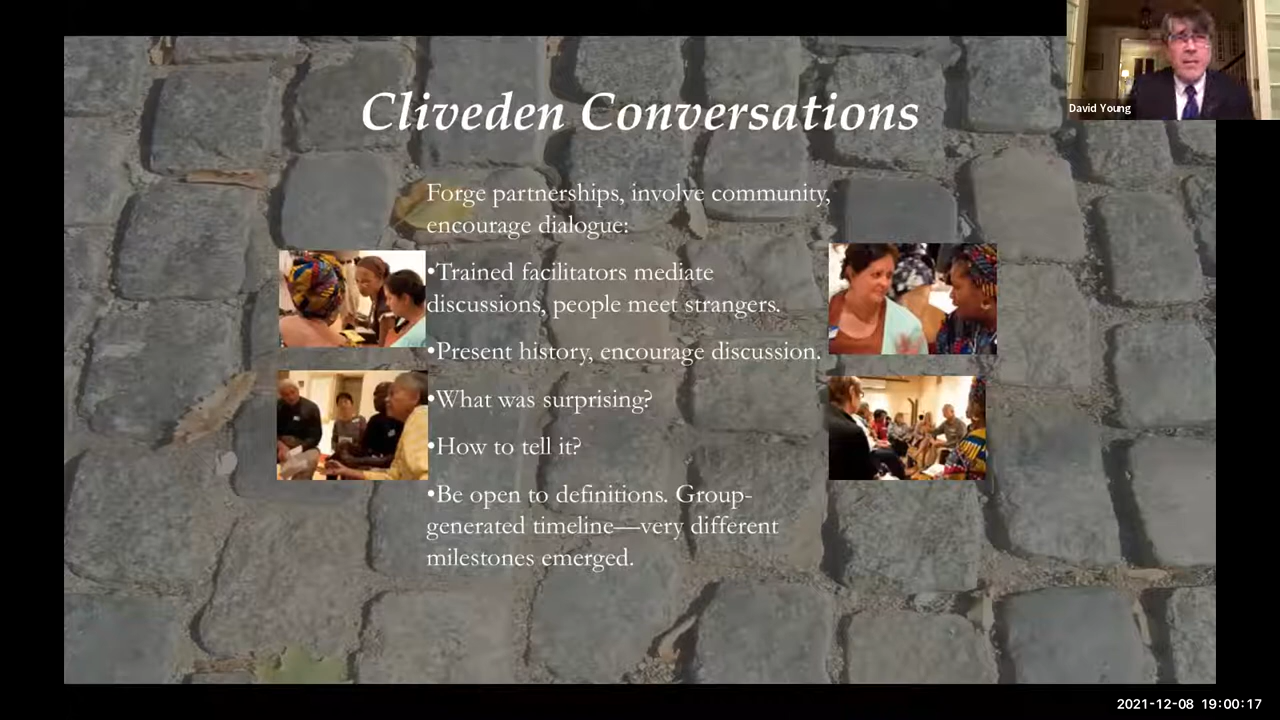 David Young
Cliveden Conversations
Forge partnerships, involve community,
encourage dialogue:
•Trained facilitators mediate
discussions, people meet strangers.
•Present history, encourage discussion.
•What was surprising?
•How to tell it?
•Be open to definitions. Group-
generated timeline—very different
milestones emerged.
2021-12-08 19:00:17